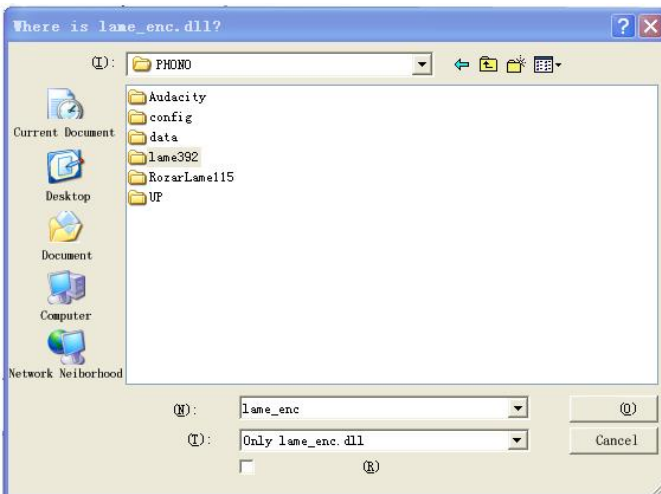 Where is lame_enc.dll?
(I): PHONO
Audacity
config
data
lame392
RozarLame115
UP
Current Document
Desktop
Document
Computer
Network Neiborhood
(N): lame_enc (O)
(T): Only lame_enc.dll Cancel
(R)